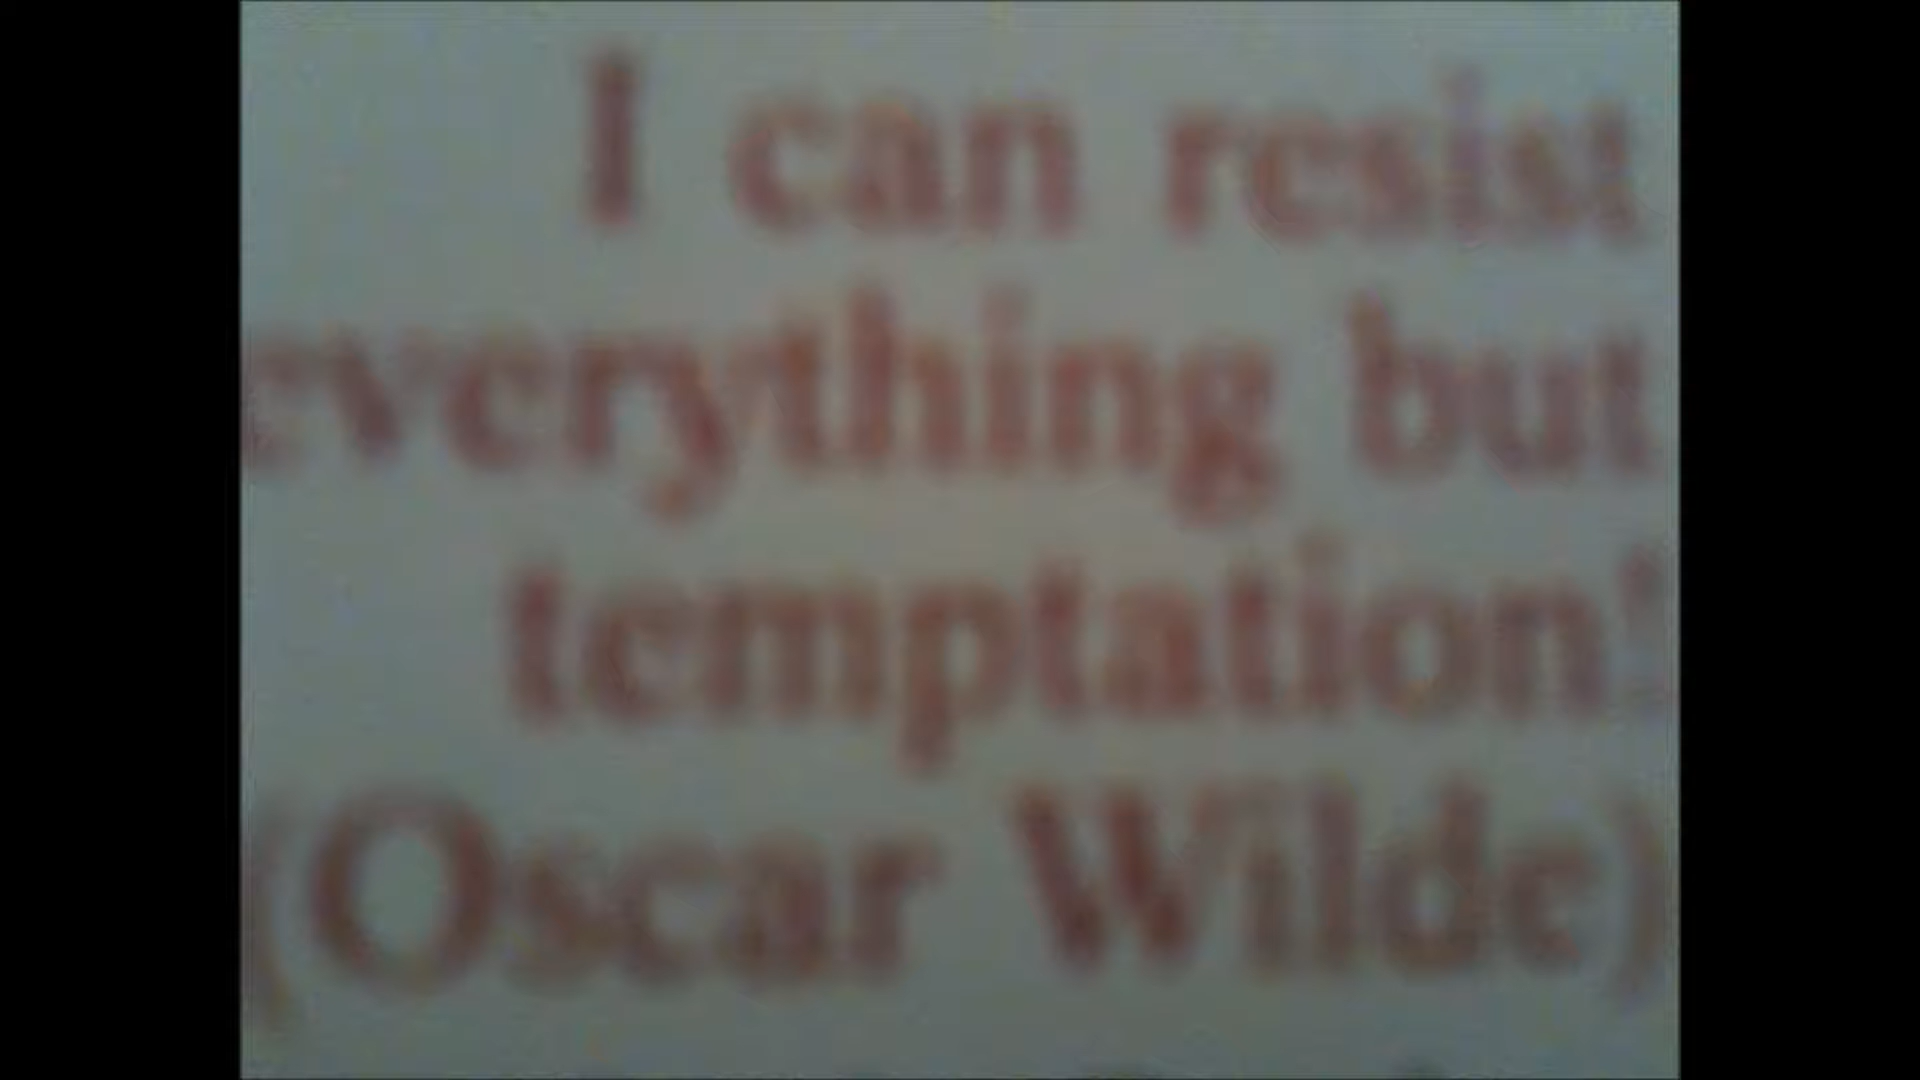 I can resist
everything but
temptation'
(Oscar Wilde)